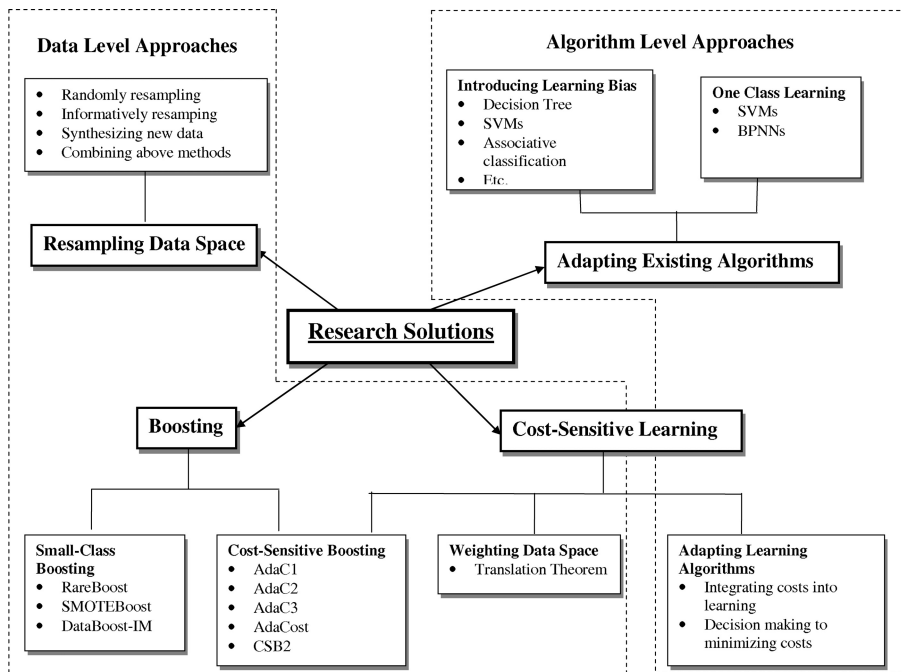 Data Level Approaches
• Randomly resampling
• Informatively resamping
• Synthesizing new data
• Combining above methods
Resampling Data Space
Algorithm Level Approaches
Introducing Learning Bias
• Decision Tree
• SVMs
• Associative
classification
• Etc.
One Class Learning
• SVMs
• BPNNs
Adapting Existing Algorithms
Research Solutions
Boosting
Cost-Sensitive Learning
Small-Class
Boosting
• RareBoost
• SMOTEBoost
• DataBoost-IM
Cost-Sensitive Boosting
• AdaC1
• AdaC2
• AdaC3
• AdaCost
• CSB2
Weighting Data Space
• Translation Theorem
Adapting Learning
Algorithms
• Integrating costs into
learning
• Decision making to
minimizing costs